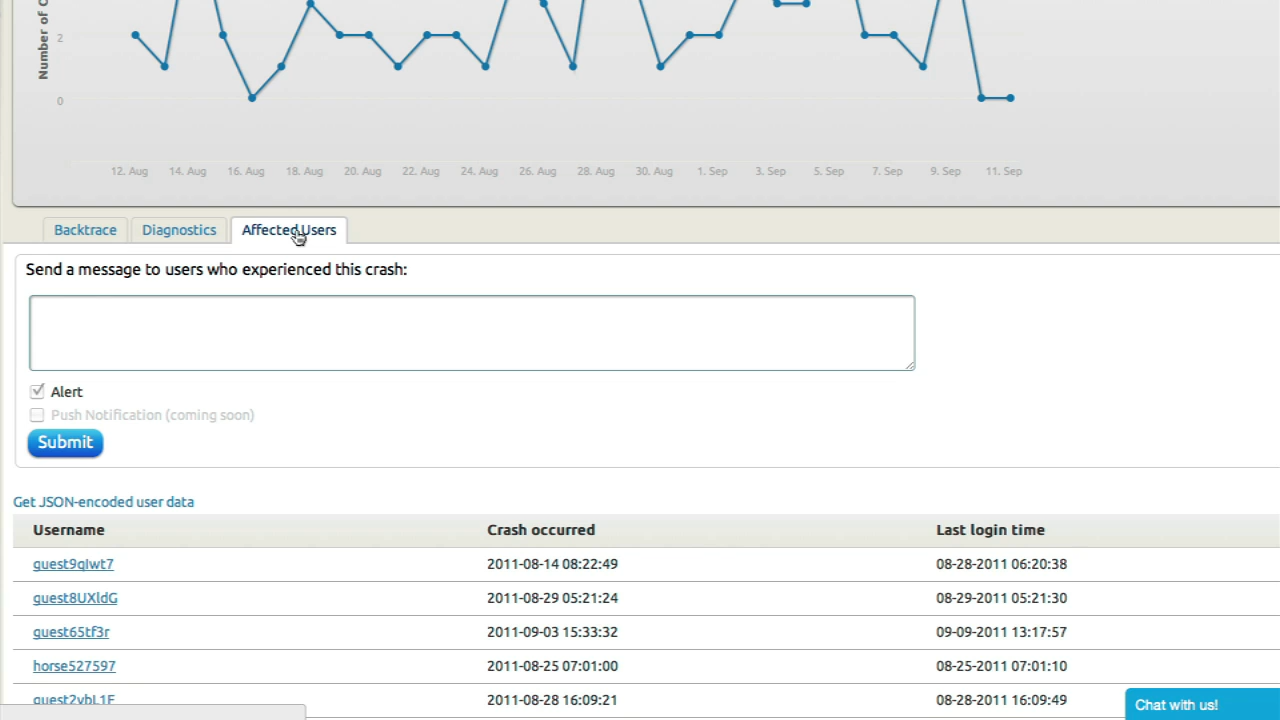 Number of
2
0
12. Aug 14. Aug 16. Aug 18. Aug 20. Aug 22. Aug 24. Aug 26. Aug 28. Aug 30. Aug 1. Sep 3. Sep 5. Sep 7. Sep 9. Sep 11. Sep
Backtrace Diagnostics Affected Users
Send a message to users who experienced this crash:
Alert
Push Notification (coming soon)
Submit
Get JSON-encoded user data
Username Crash occurred Last login time
2011-08-14 08:22:49 08-28-2011 06:20:38
guest8UXldG 2011-08-29 05:21:24 08-29-2011 05:21:30
guest65tf3r 2011-09-03 15:33:32 09-09-2011 13:17:57
horse527597 2011-08-25 07:01:00 08-25-2011 07:01:10
2011-08-28 16:09:21 08-28-2011 16:09:49
Chat with us!